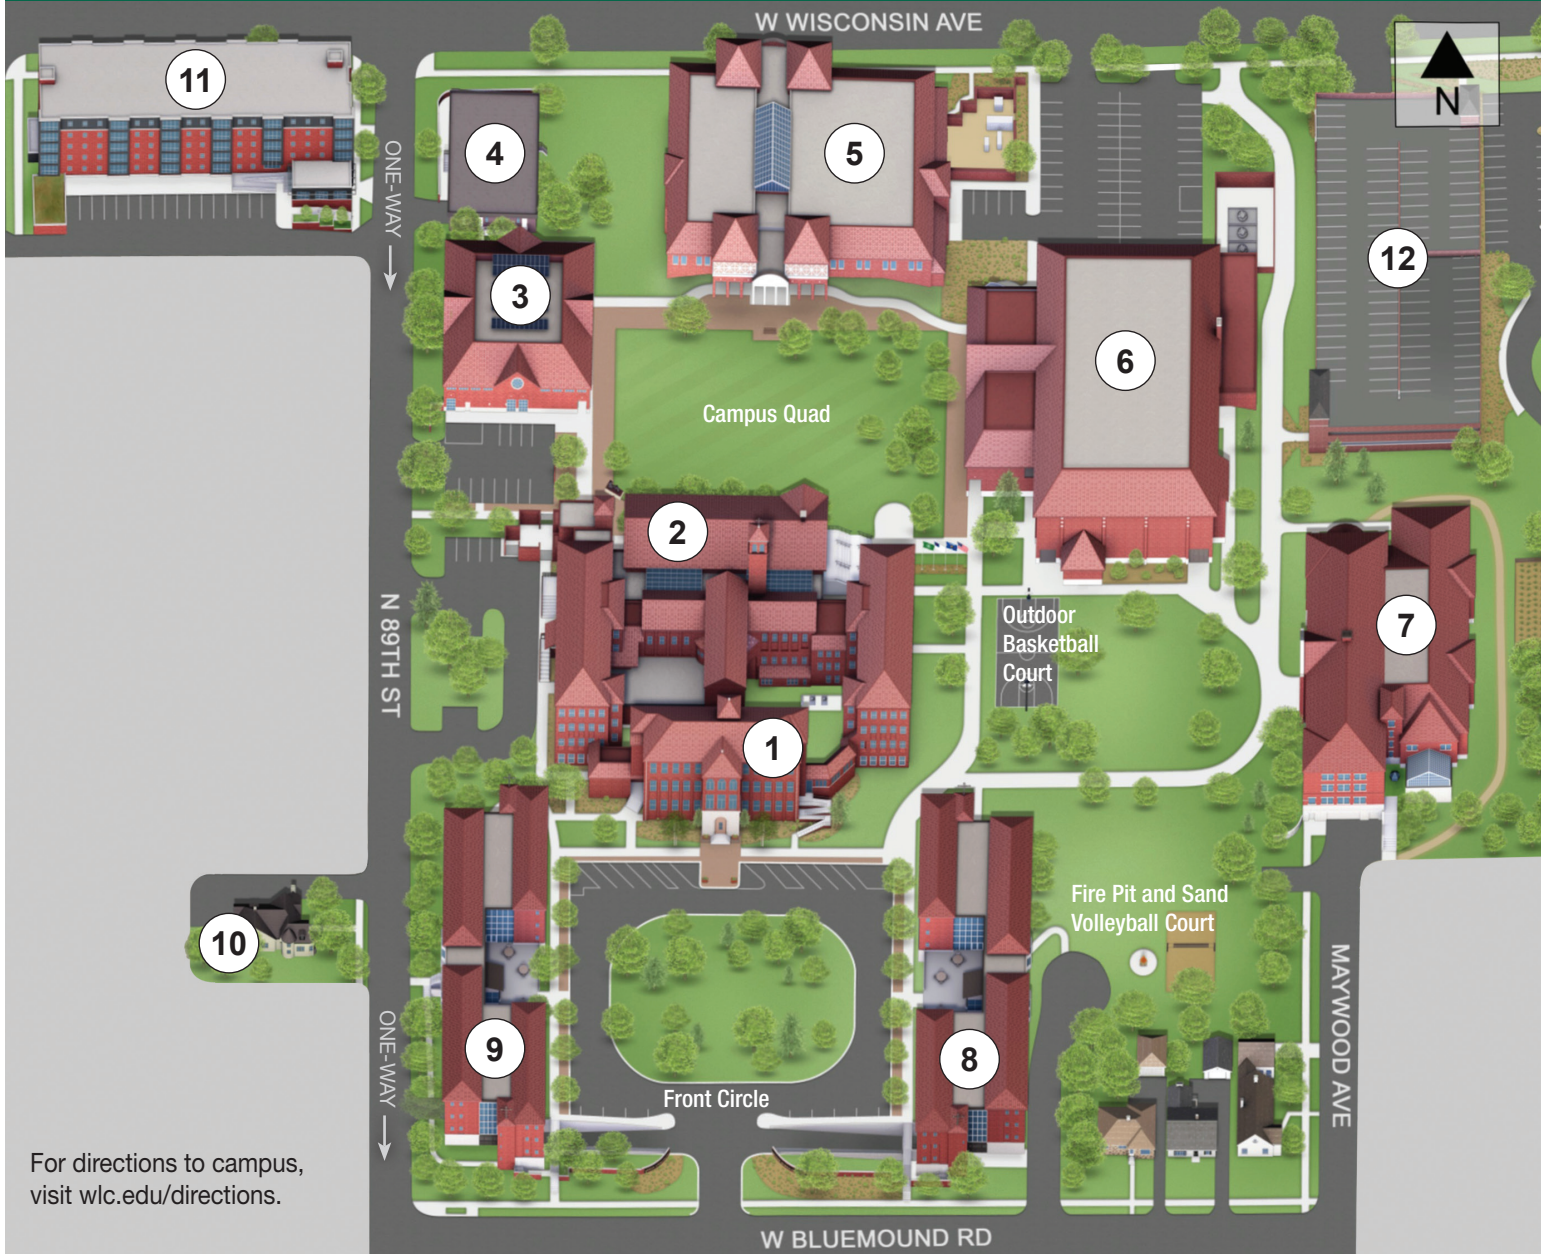 W WISCONSIN AVE
N
11
4
5
ONE-WAY
12
3
6
Campus Quad
2
N 89TH ST
Outdoor
Basketball
Court
7
1
Fire Pit and Sand
Volleyball Court
10
MAYWOOD AVE
ONE-WAY
9
8
Front Circle
For directions to campus,
visit wlc.edu/directions.
W BLUEMOUND RD